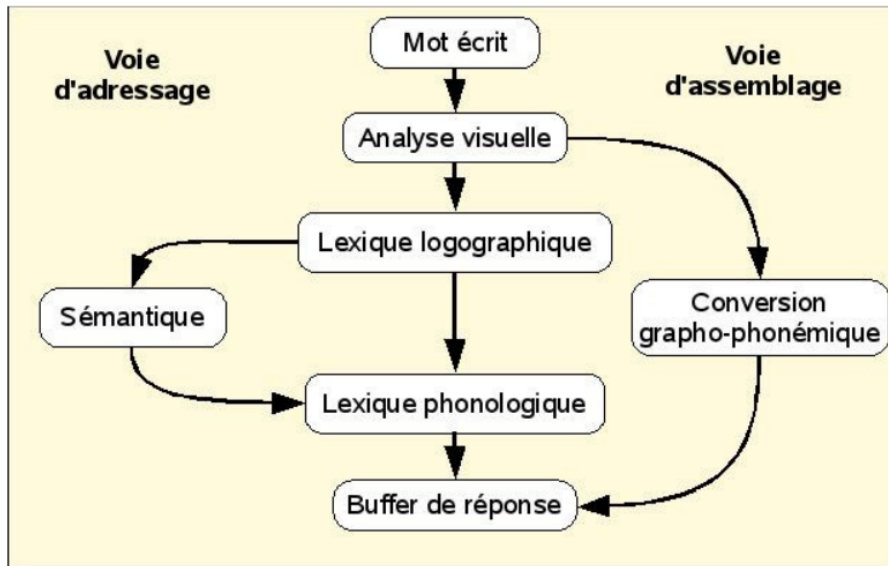 Mot écrit
Voie
d'adressage
Voie
d'assemblage
Analyse visuelle
Lexique logographique
Sémantique
Conversion
grapho-phonémique
Lexique phonologique
Buffer de réponse